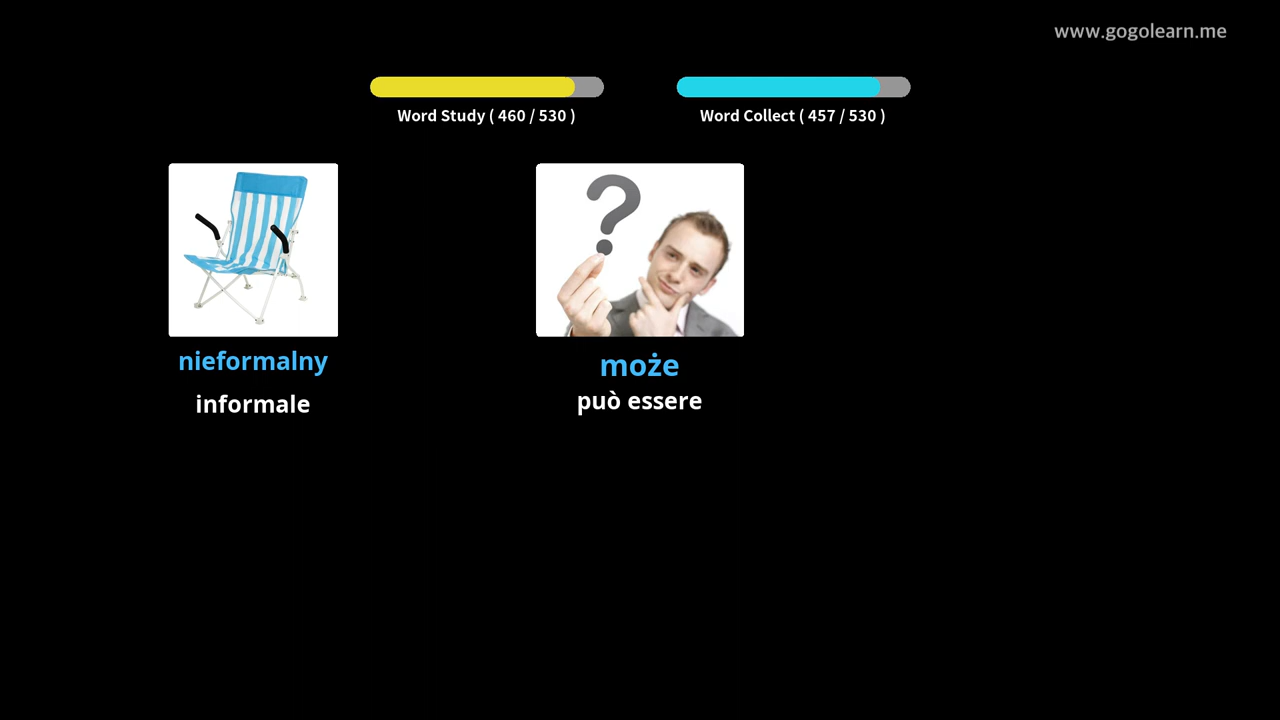 www.gogolearn.me
Word Study ( 460 / 530 )
Word Collect ( 457 / 530 )
nieformalny
informale
może
può essere